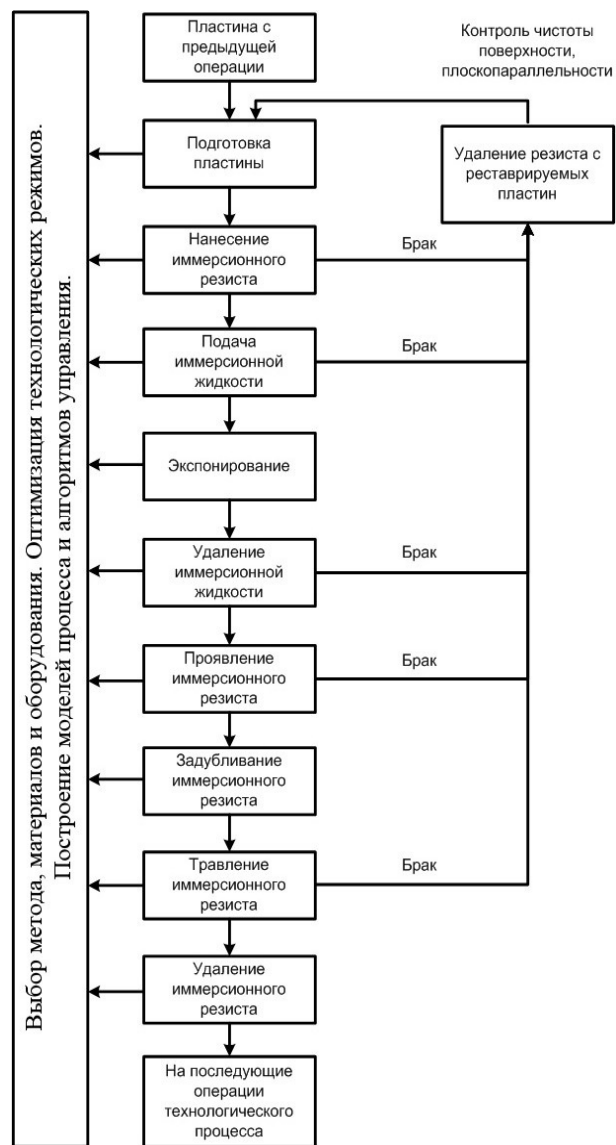 Выбор метода, материалов и оборудования. Оптимизация технологических режимов.
Построение моделей процесса и алгоритмов управления.
Пластина с
предыдущей
операции
Контроль чистоты
поверхности,
плоскопараллельности
Подготовка
пластины
Удаление резиста с
реставрируемых
пластин
Нанесение
иммерсионного
резиста
Брак
Подача
иммерсионной
жидкости
Брак
Экспонирование
Удаление
иммерсионной
жидкости
Брак
Проявление
иммерсионного
резиста
Брак
Задубливание
иммерсионного
резиста
Травление
иммерсионного
резиста
Брак
Удаление
иммерсионного
резиста
На последующие
операции
технологического
процесса